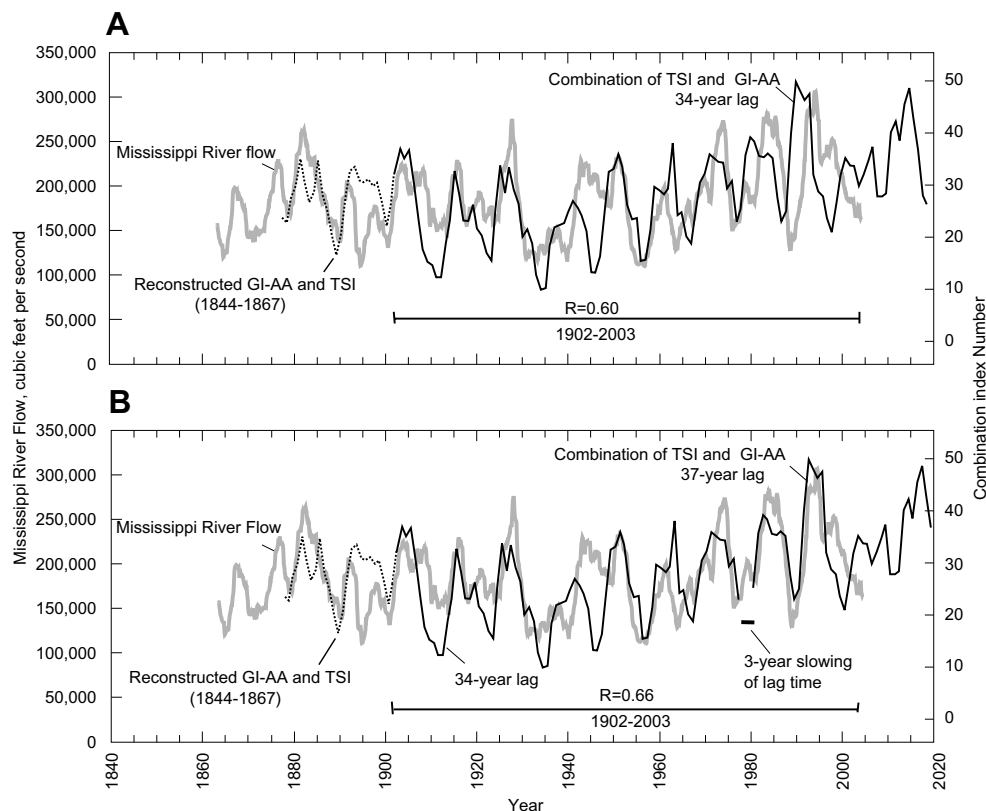 A
350,000
300,000
250,000
200,000
150,000
100,000
50,000
0
50
40
30
20
10
0
Combination of TSI and GI-AA
34-year lag
Mississippi River flow
Reconstructed GI-AA and TSI
(1844-1867)
R=0.60
1902-2003
Mississippi River Flow, cubic feet per second
Combination index Number
B
350,000
300,000
250,000
200,000
150,000
100,000
50,000
0
50
40
30
20
10
0
Combination of TSI and GI-AA
37-year lag
Mississippi River Flow
Reconstructed GI-AA and TSI
(1844-1867)
34-year lag
3-year slowing
of lag time
R=0.66
1902-2003
1840
1860
1880
1900
1920
1940
1960
1980
2000
2020
Year